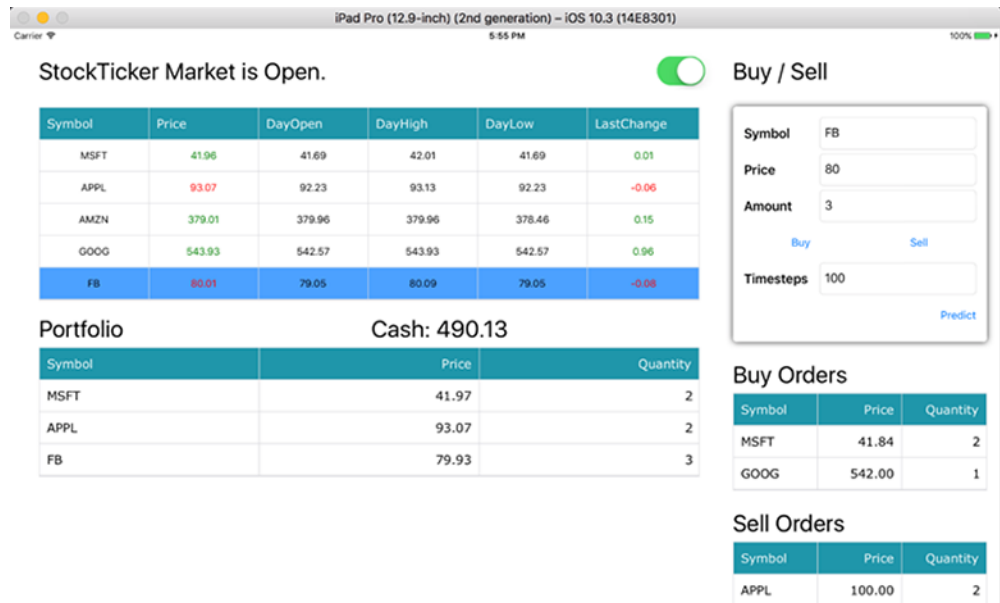 iPad Pro (12.9-inch) (2nd generation) – iOS 10.3 (14E8301)
Carrier 5:55 PM 100%
StockTicker Market is Open.
Symbol Price DayOpen DayHigh DayLow LastChange
MSFT 41.96 41.69 42.01 41.69 0.01
APPL 93.07 92.23 93.13 92.23 -0.06
AMZN 379.01 379.96 379.96 378.46 0.15
GOOG 543.93 542.57 543.93 542.57 0.96
FB 80.01 79.05 80.09 79.05 -0.08
Portfolio Cash: 490.13
Symbol Price Quantity
MSFT 41.97 2
APPL 93.07 2
FB 79.93 3
Buy / Sell
Symbol FB
Price 80
Amount 3
Buy Sell
Timesteps 100
Predict
Buy Orders
Symbol Price Quantity
MSFT 41.84 2
GOOG 542.00 1
Sell Orders
Symbol Price Quantity
APPL 100.00 2